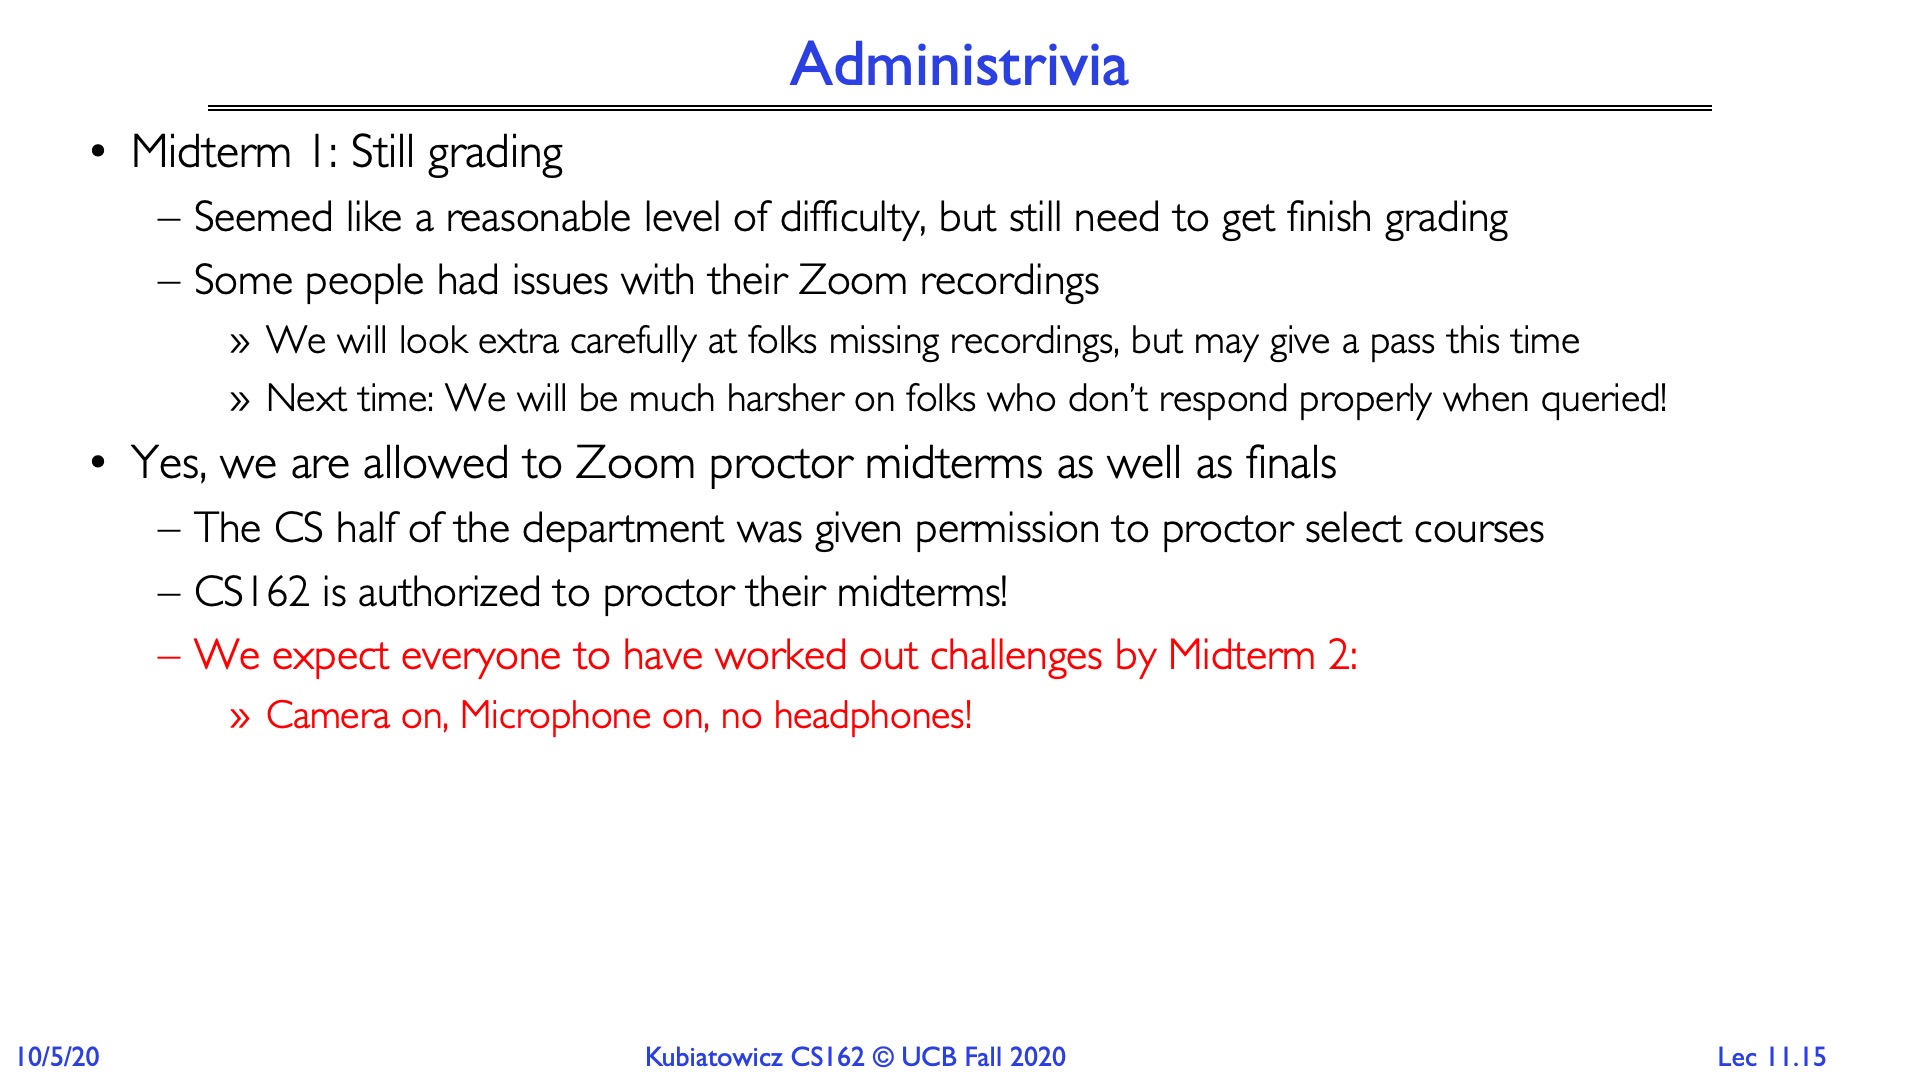 Administrivia
• Midterm 1: Still grading
– Seemed like a reasonable level of difficulty, but still need to get finish grading
– Some people had issues with their Zoom recordings
» We will look extra carefully at folks missing recordings, but may give a pass this time
» Next time: We will be much harsher on folks who don’t respond properly when queried!
• Yes, we are allowed to Zoom proctor midterms as well as finals
– The CS half of the department was given permission to proctor select courses
– CS162 is authorized to proctor their midterms!
– We expect everyone to have worked out challenges by Midterm 2:
» Camera on, Microphone on, no headphones!
10/5/20
Kubiatowicz CS162 © UCB Fall 2020
Lec 11.15